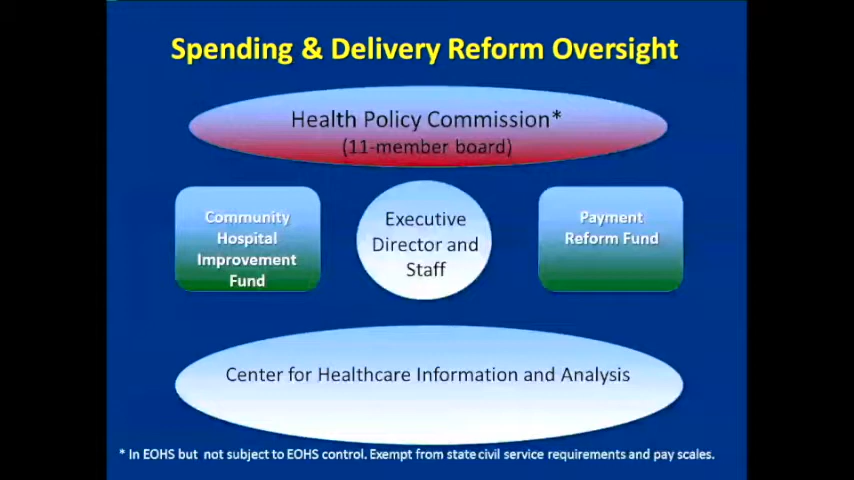 Spending & Delivery Reform Oversight
Health Policy Commission*
(11-member board)
Community
Hospital
Improvement
Fund
Executive
Director and
Staff
Payment
Reform Fund
Center for Healthcare Information and Analysis
* In EOHS but not subject to EOHS control. Exempt from state civil service requirements and pay scales.